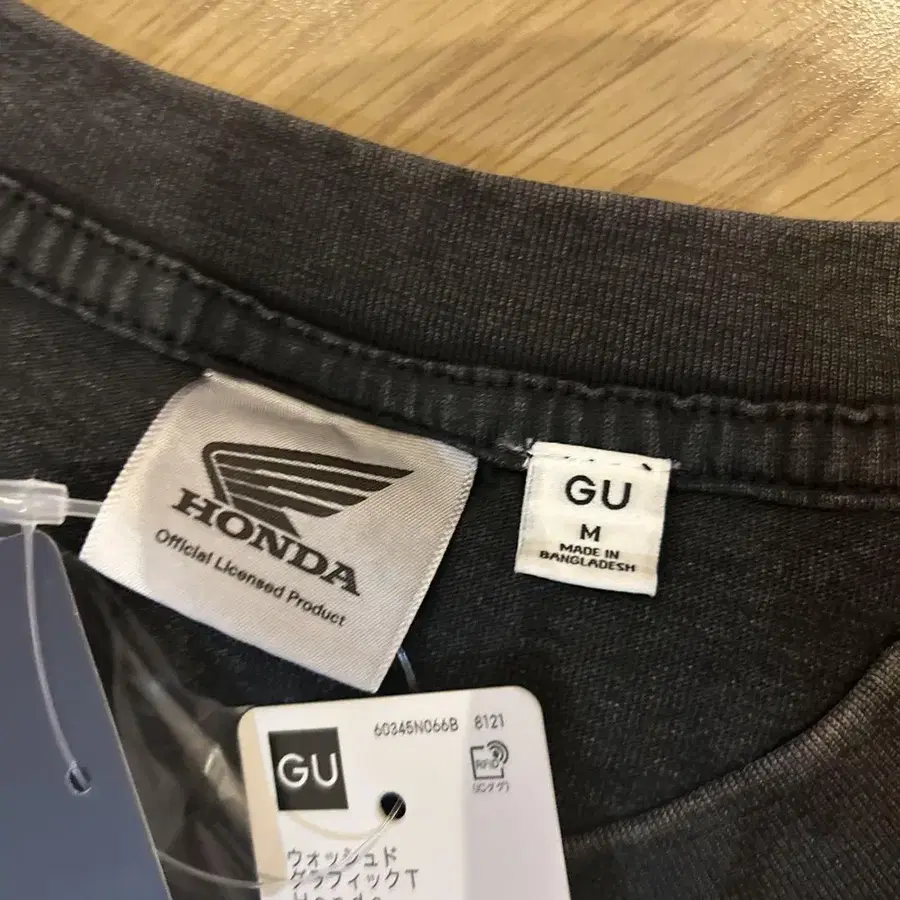 HONDA
Official Licensed Product
GU
M
MADE IN
BANGLADESH
60345N066B 8121
GU
RFID
(ICタグ)
ウォッシュド
グラフィックT
Honda